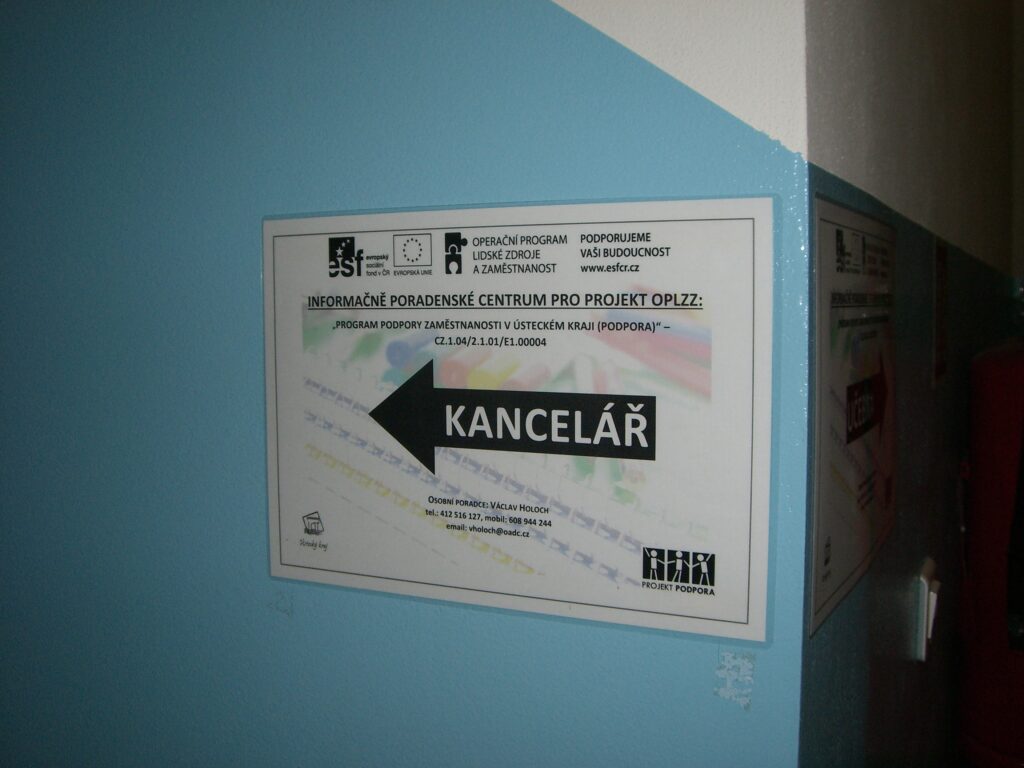 esf evropský sociální fond v ČR
EVROPSKÁ UNIE
OPERAČNÍ PROGRAM
LIDSKÉ ZDROJE
A ZAMĚSTNANOST
PODPORUJEME
VAŠI BUDOUCNOST
www.esfcr.cz
INFORMAČNĚ PORADENSKÉ CENTRUM PRO PROJEKT OPLZZ:
„PROGRAM PODPORY ZAMĚSTNANOSTI V ÚSTECKÉM KRAJI (PODPORA)“ –
CZ.1.04/2.1.01/E1.00004
KANCELÁŘ
OSOBNÍ PORADCE: VÁCLAV HOLOCH
tel.: 412 516 127, mobil: 608 944 244
email: vholoch@oadc.cz
Ústecký kraj
PROJEKT PODPORA